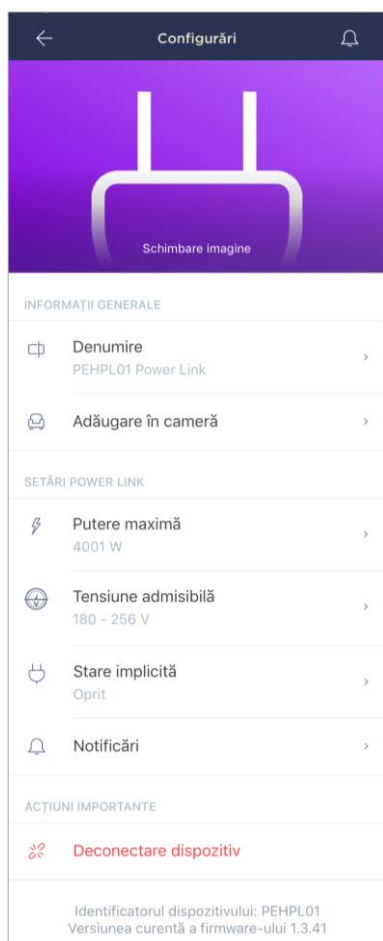 Configurări
Schimbare imagine
INFORMAȚII GENERALE
Denumire
PEHPL01 Power Link
Adăugare în cameră
SETĂRI POWER LINK
Putere maximă
4001 W
Tensiune admisibilă
180 - 256 V
Stare implicită
Oprit
Notificări
ACȚIUNI IMPORTANTE
Deconectare dispozitiv
Identificatorul dispozitivului: PEHPL01
Versiunea curentă a firmware-ului 1.3.41